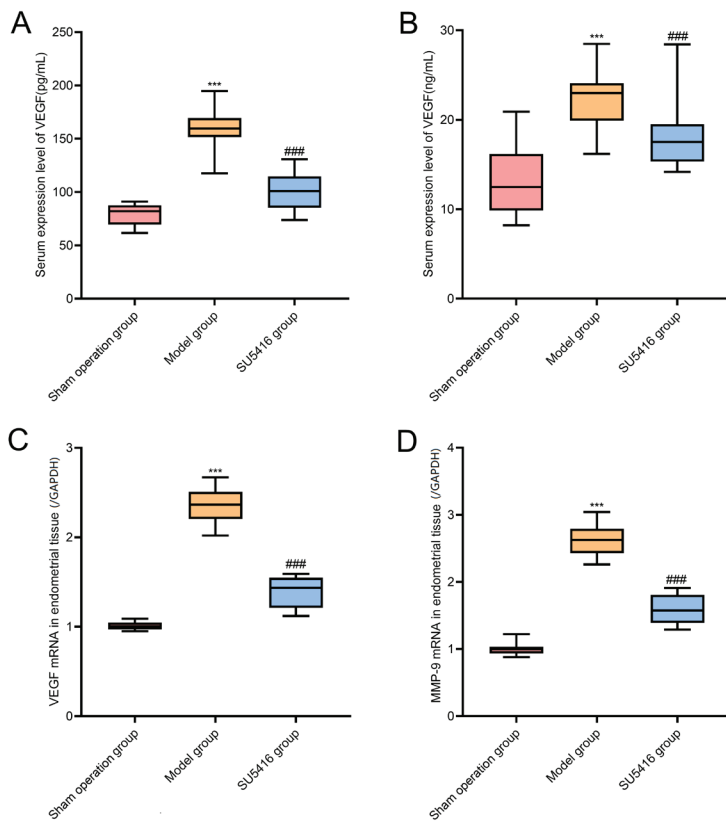 A
Serum expression level of VEGF(pg/mL)
250
200
150
100
50
0
***
###
Sham operation group
Model group
SU5416 group
B
Serum expression level of VEGF(ng/mL)
30
20
10
0
***
###
Sham operation group
Model group
SU5416 group
C
VEGF mRNA in endometrial tissue (/GAPDH)
3
2
1
0
***
###
Sham operation group
Model group
SU5416 group
D
MMP-9 mRNA in endometrial tissue (/GAPDH)
4
3
2
1
0
***
###
Sham operation group
Model group
SU5416 group